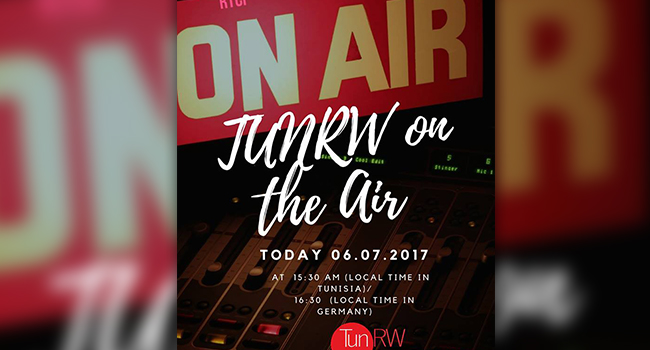 RTCI
ON AIR
TUNRW on
the Air
TODAY 06.07.2017
AT 15:30 AM (LOCAL TIME IN
TUNISIA)/
16:30 (LOCAL TIME IN
GERMANY)
TunRW